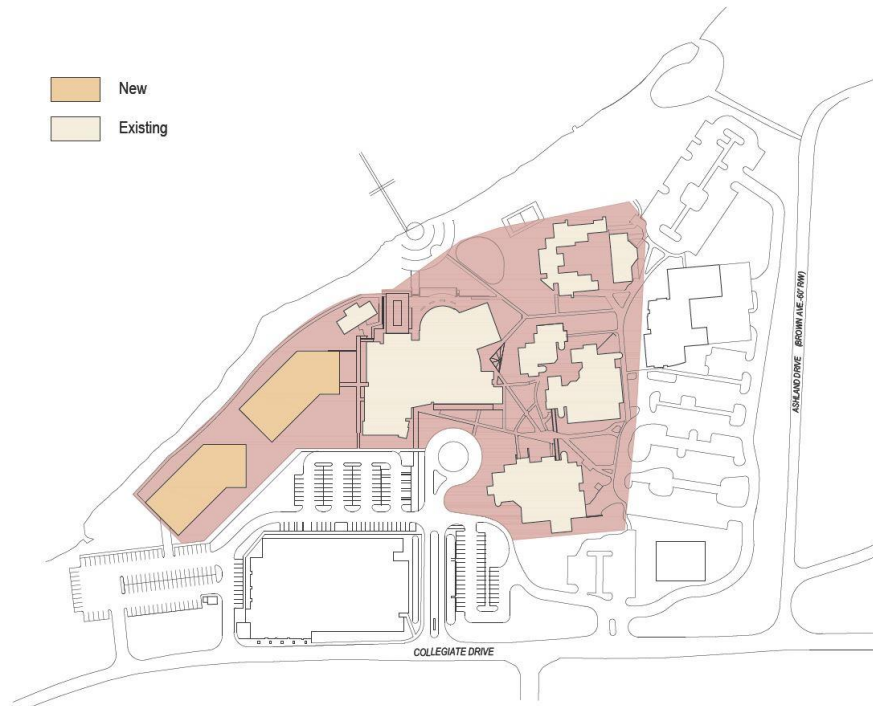 New
Existing
ASHLAND DRIVE (BROWN AVE.-60' R/W)
COLLEGIATE DRIVE